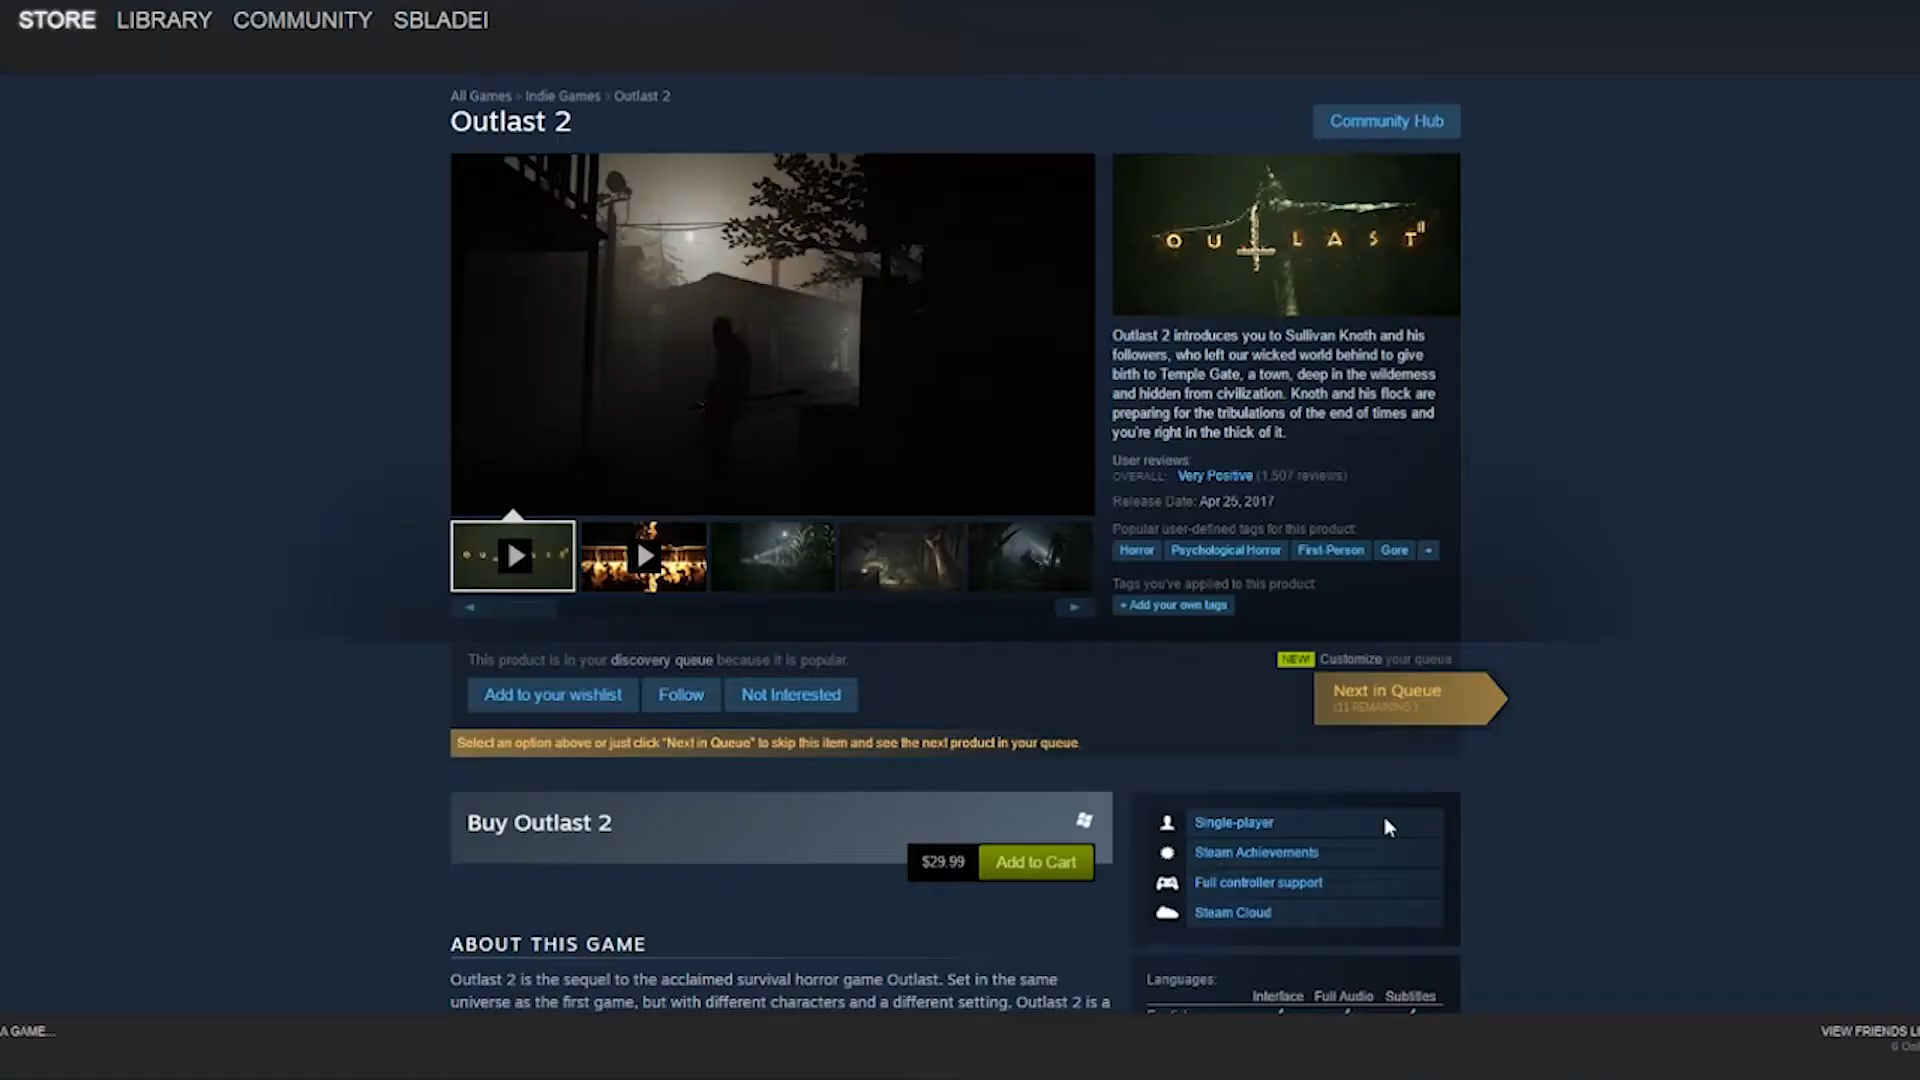 STORE LIBRARY COMMUNITY SBLADEI
All Games > Indie Games > Outlast 2
Outlast 2
Community Hub
OUTLAST II
Outlast 2 introduces you to Sullivan Knoth and his
followers, who left our wicked world behind to give
birth to Temple Gate, a town, deep in the wilderness
and hidden from civilization. Knoth and his flock are
preparing for the tribulations of the end of times and
you're right in the thick of it.
User reviews:
OVERALL: Very Positive (1,507 reviews)
Release Date: Apr 25, 2017
Popular user-defined tags for this product:
Horror Psychological Horror First-Person Gore +
Tags you've applied to this product:
+ Add your own tags
This product is in your discovery queue because it is popular.
NEW! Customize your queue
Add to your wishlist Follow Not Interested
Next in Queue
(11 REMAINING )
Select an option above or just click "Next in Queue" to skip this item and see the next product in your queue.
Buy Outlast 2
$29.99 Add to Cart
Single-player
Steam Achievements
Full controller support
Steam Cloud
ABOUT THIS GAME
Outlast 2 is the sequel to the acclaimed survival horror game Outlast. Set in the same
universe as the first game, but with different characters and a different setting, Outlast 2 is a
Languages:
Interface Full Audio Subtitles
A GAME...
VIEW FRIENDS LI
6 Onl